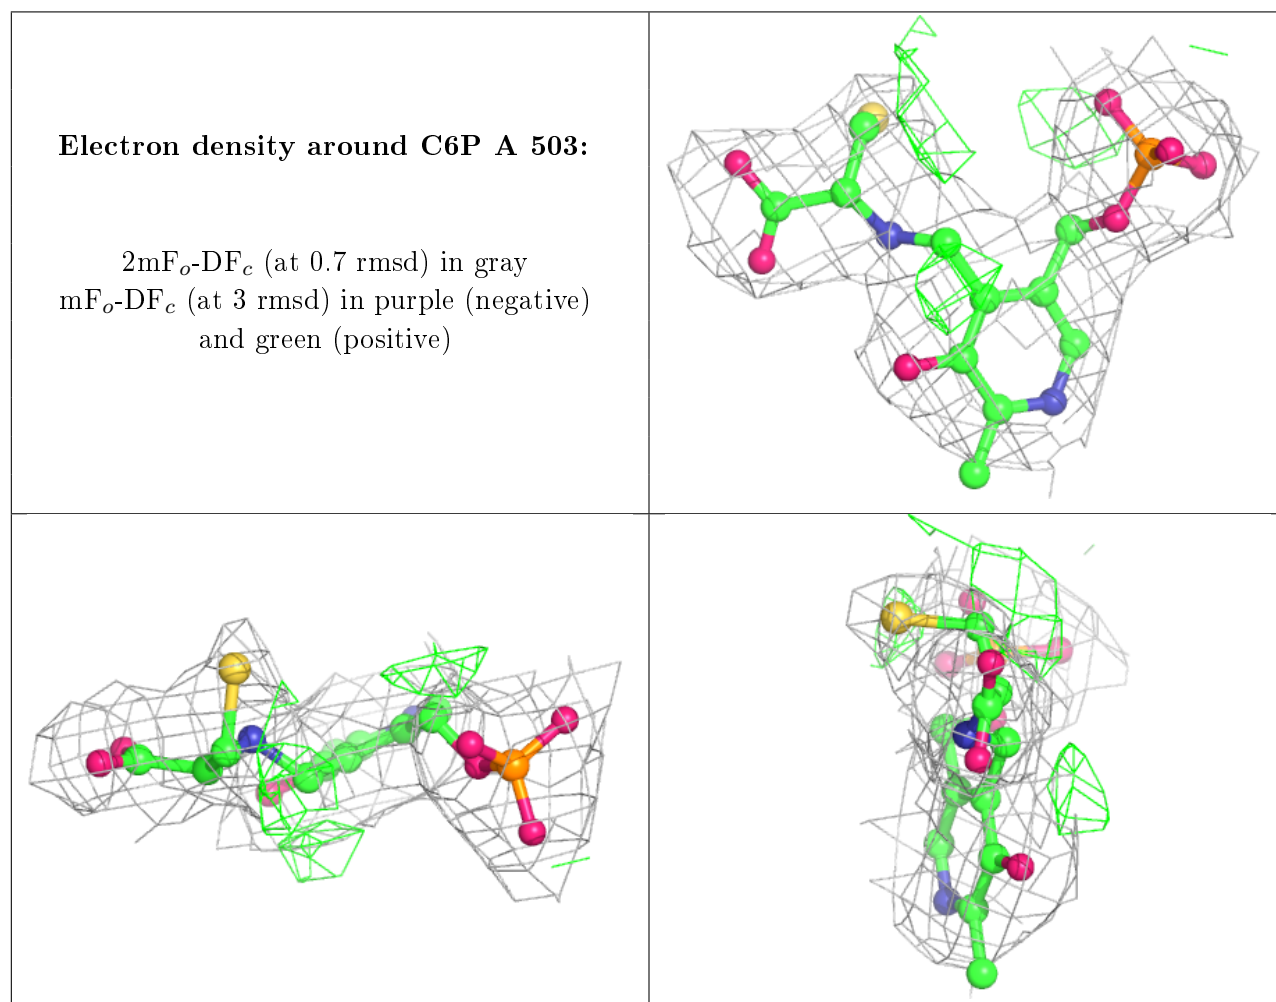 Electron density around C6P A 503:
2mFo-DFc (at 0.7 rmsd) in gray
mFo-DFc (at 3 rmsd) in purple (negative)
and green (positive)